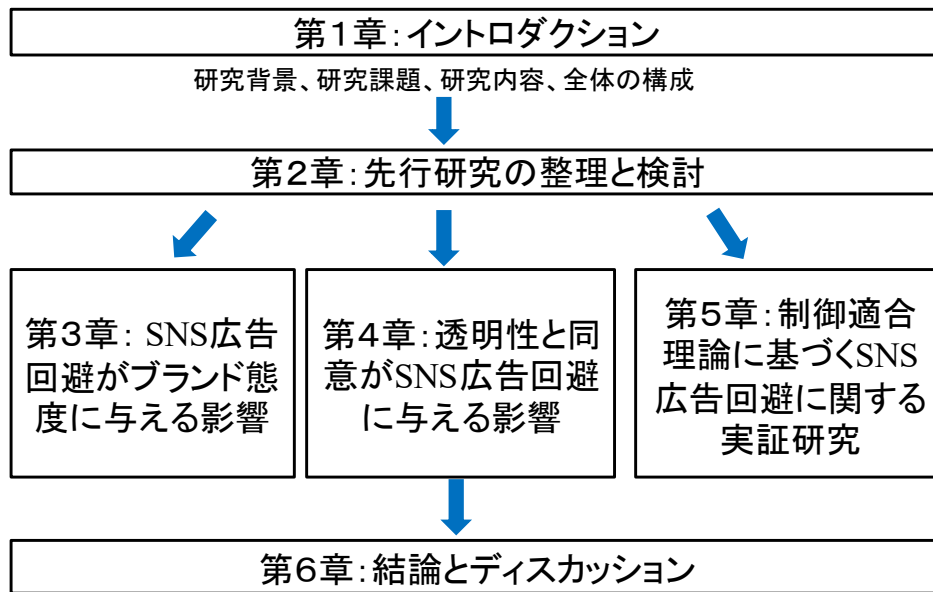 第1章：イントロダクション
研究背景、研究課題、研究内容、全体の構成
第2章：先行研究の整理と検討
第3章： SNS広告
回避がブランド態
度に与える影響
第4章：透明性と同
意がSNS広告回避
に与える影響
第5章：制御適合
理論に基づくSNS
広告回避に関する
実証研究
第6章：結論とディスカッション